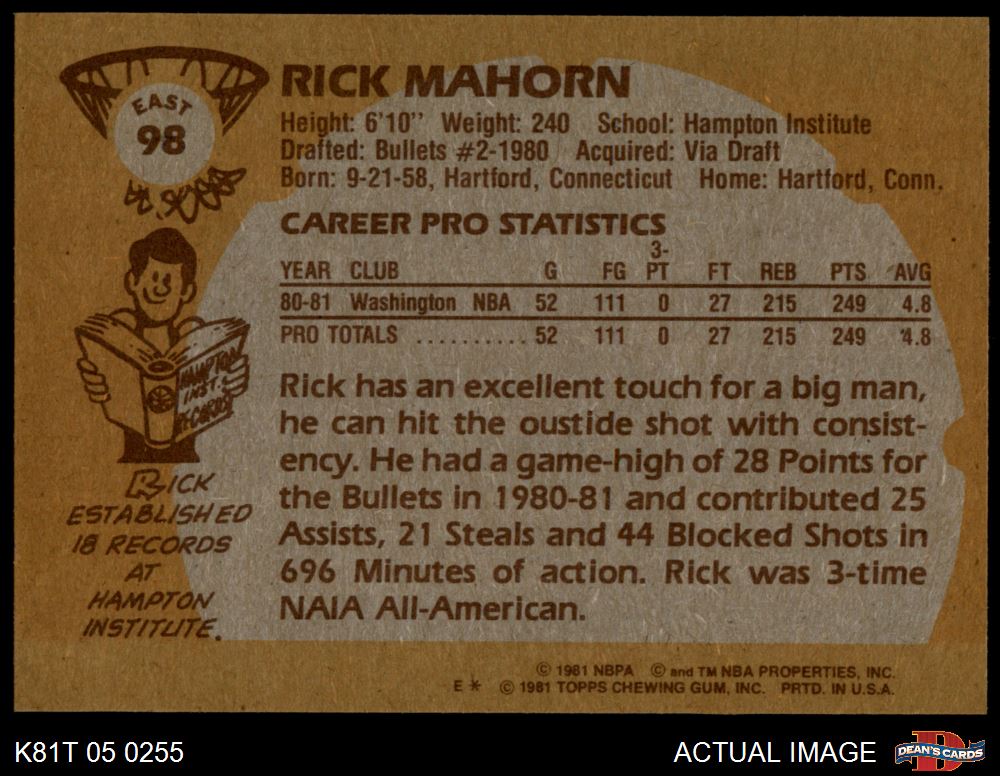 EAST
98
RICK MAHORN
Height: 6'10'' Weight: 240 School: Hampton Institute
Drafted: Bullets #2-1980 Acquired: Via Draft
Born: 9-21-58, Hartford, Connecticut Home: Hartford, Conn.
CAREER PRO STATISTICS
YEAR CLUB G FG 3-PT FT REB PTS AVG
80-81 Washington NBA 52 111 0 27 215 249 4.8
PRO TOTALS .......... 52 111 0 27 215 249 4.8
HAMPTON
INST.
RECORDS
RICK
ESTABLISHED
18 RECORDS
AT
HAMPTON
INSTITUTE.
Rick has an excellent touch for a big man,
he can hit the oustide shot with consist-
ency. He had a game-high of 28 Points for
the Bullets in 1980-81 and contributed 25
Assists, 21 Steals and 44 Blocked Shots in
696 Minutes of action. Rick was 3-time
NAIA All-American.
© 1981 NBPA © and TM NBA PROPERTIES, INC.
E * © 1981 TOPPS CHEWING GUM, INC. PRTD. IN U.S.A.
K81T 05 0255
ACTUAL IMAGE
D
DEAN'S CARDS